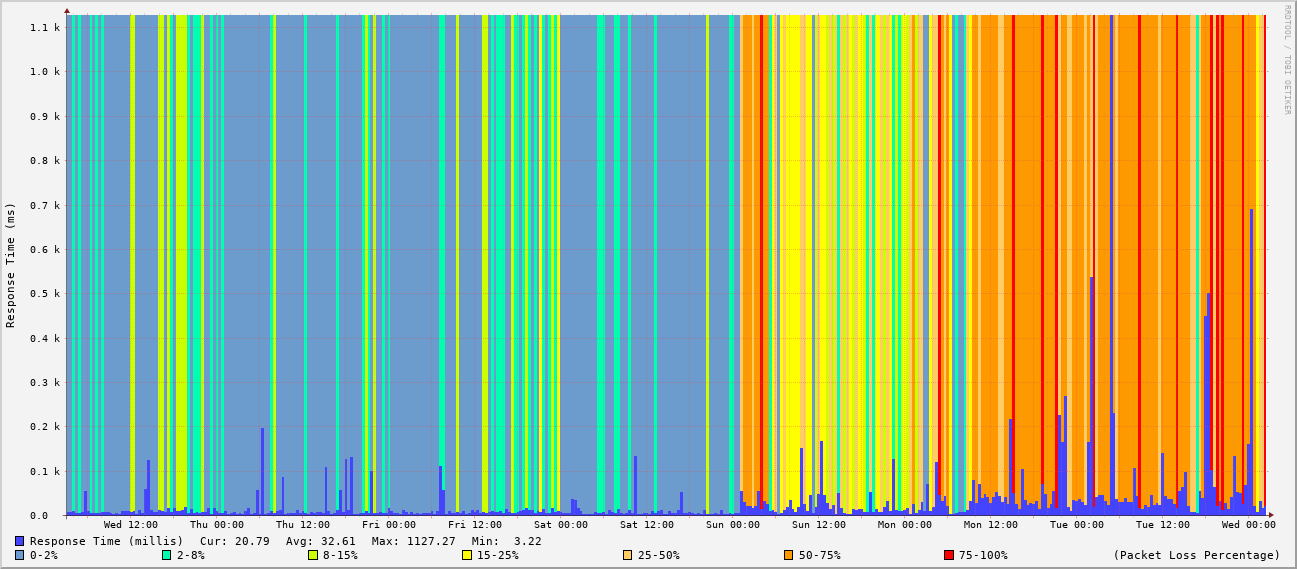 RRDTOOL / TOBI OETIKER
Response Time (ms)
1.1 k
1.0 k
0.9 k
0.8 k
0.7 k
0.6 k
0.5 k
0.4 k
0.3 k
0.2 k
0.1 k
0.0
Wed 12:00 Thu 00:00 Thu 12:00 Fri 00:00 Fri 12:00 Sat 00:00 Sat 12:00 Sun 00:00 Sun 12:00 Mon 00:00 Mon 12:00 Tue 00:00 Tue 12:00 Wed 00:00
Response Time (millis) Cur: 20.79 Avg: 32.61 Max: 1127.27 Min: 3.22
0-2% 2-8% 8-15% 15-25% 25-50% 50-75% 75-100% (Packet Loss Percentage)